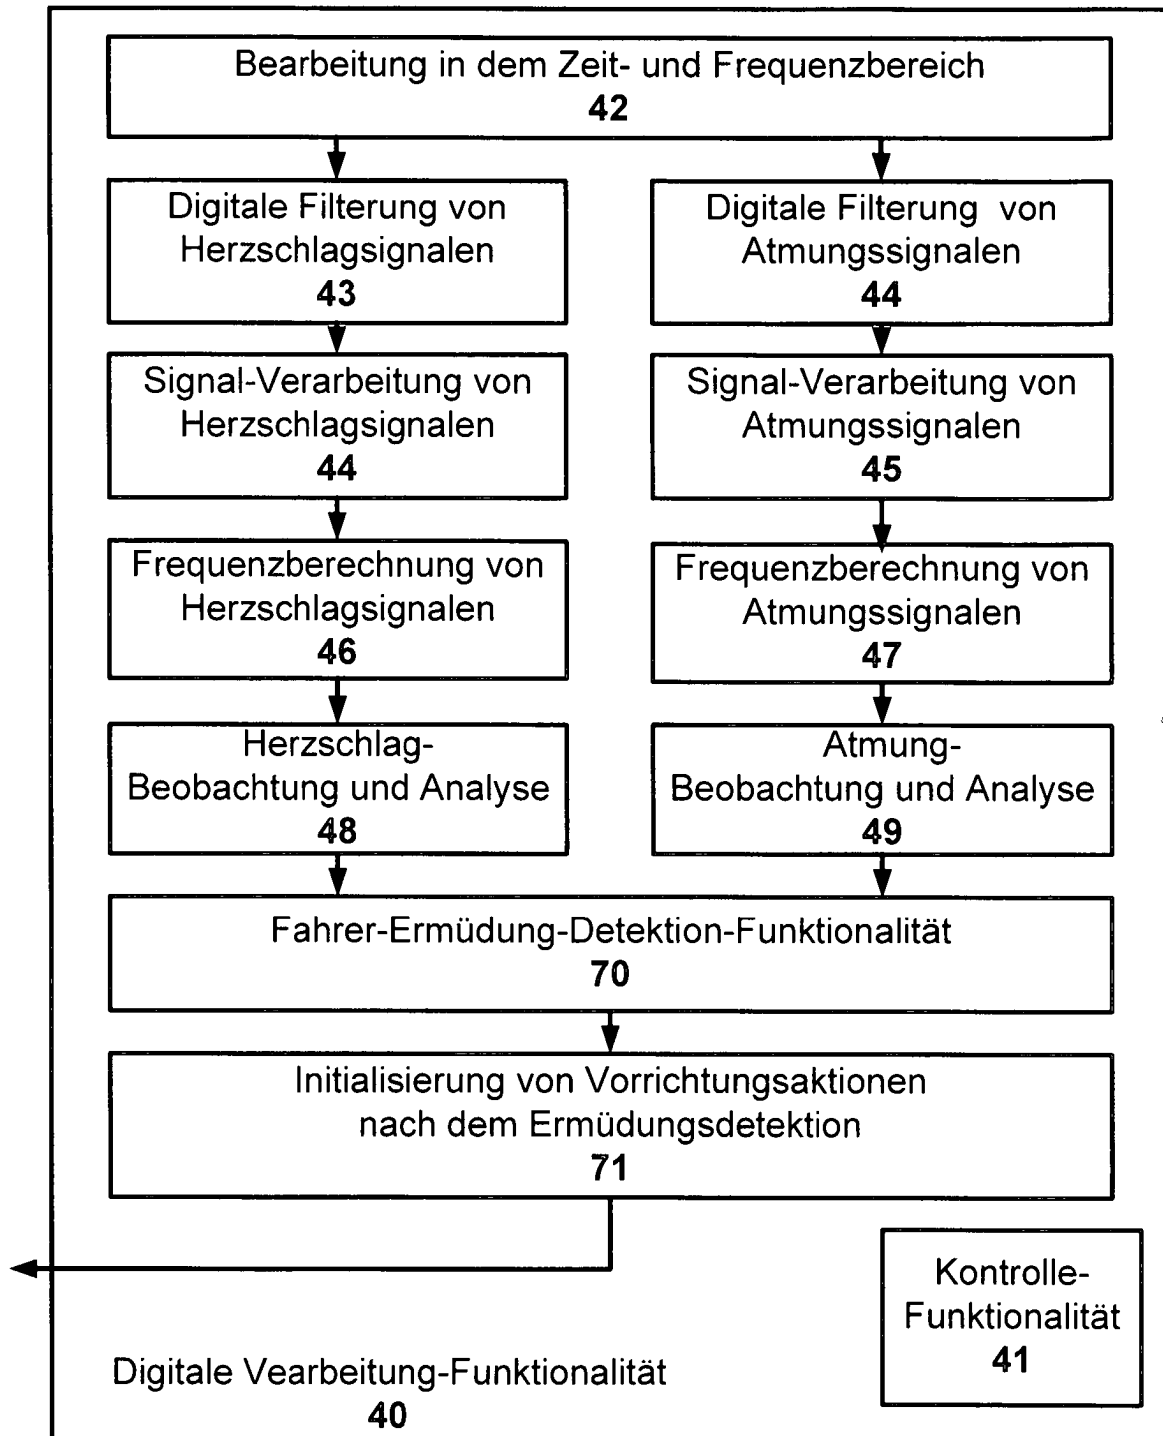 Bearbeitung in dem Zeit- und Frequenzbereich
42
Digitale Filterung von
Herzschlagsignalen
43
Digitale Filterung von
Atmungssignalen
44
Signal-Verarbeitung von
Herzschlagsignalen
44
Signal-Verarbeitung von
Atmungssignalen
45
Frequenzberechnung von
Herzschlagsignalen
46
Frequenzberechnung von
Atmungssignalen
47
Herzschlag-
Beobachtung und Analyse
48
Atmung-
Beobachtung und Analyse
49
Fahrer-Ermüdung-Detektion-Funktionalität
70
Initialisierung von Vorrichtungsaktionen
nach dem Ermüdungsdetektion
71
Kontrolle-
Funktionalität
41
Digitale Vearbeitung-Funktionalität
40